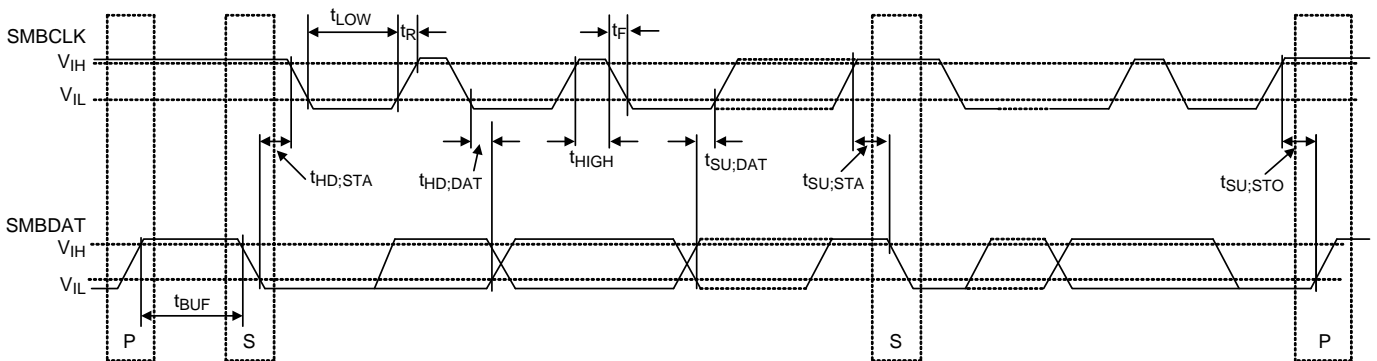 tLOW
tR
tF
SMBCLK
VIH
VIL
tHD;STA
tHD;DAT
tHIGH
tSU;DAT
tSU;STA
tSU;STO
SMBDAT
VIH
VIL
tBUF
P
S
S
P